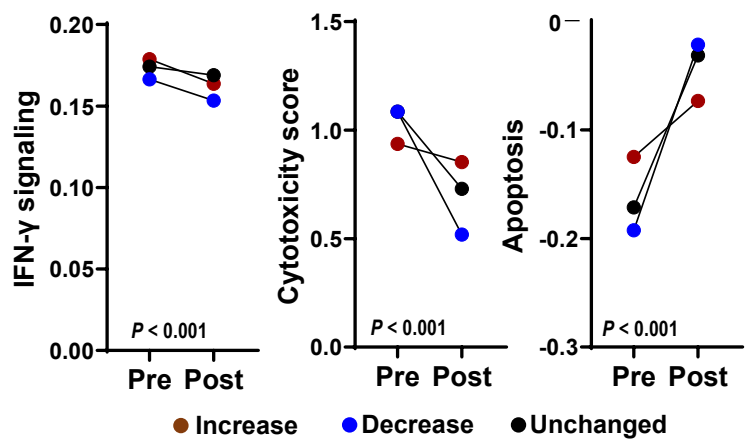 IFN-γ signaling
0.20
0.15
0.10
0.05
0.00
P < 0.001
Pre Post
Cytotoxicity score
1.5
1.0
0.5
0.0
P < 0.001
Pre Post
Apoptosis
0
-0.1
-0.2
-0.3
P < 0.001
Pre Post
Increase Decrease Unchanged